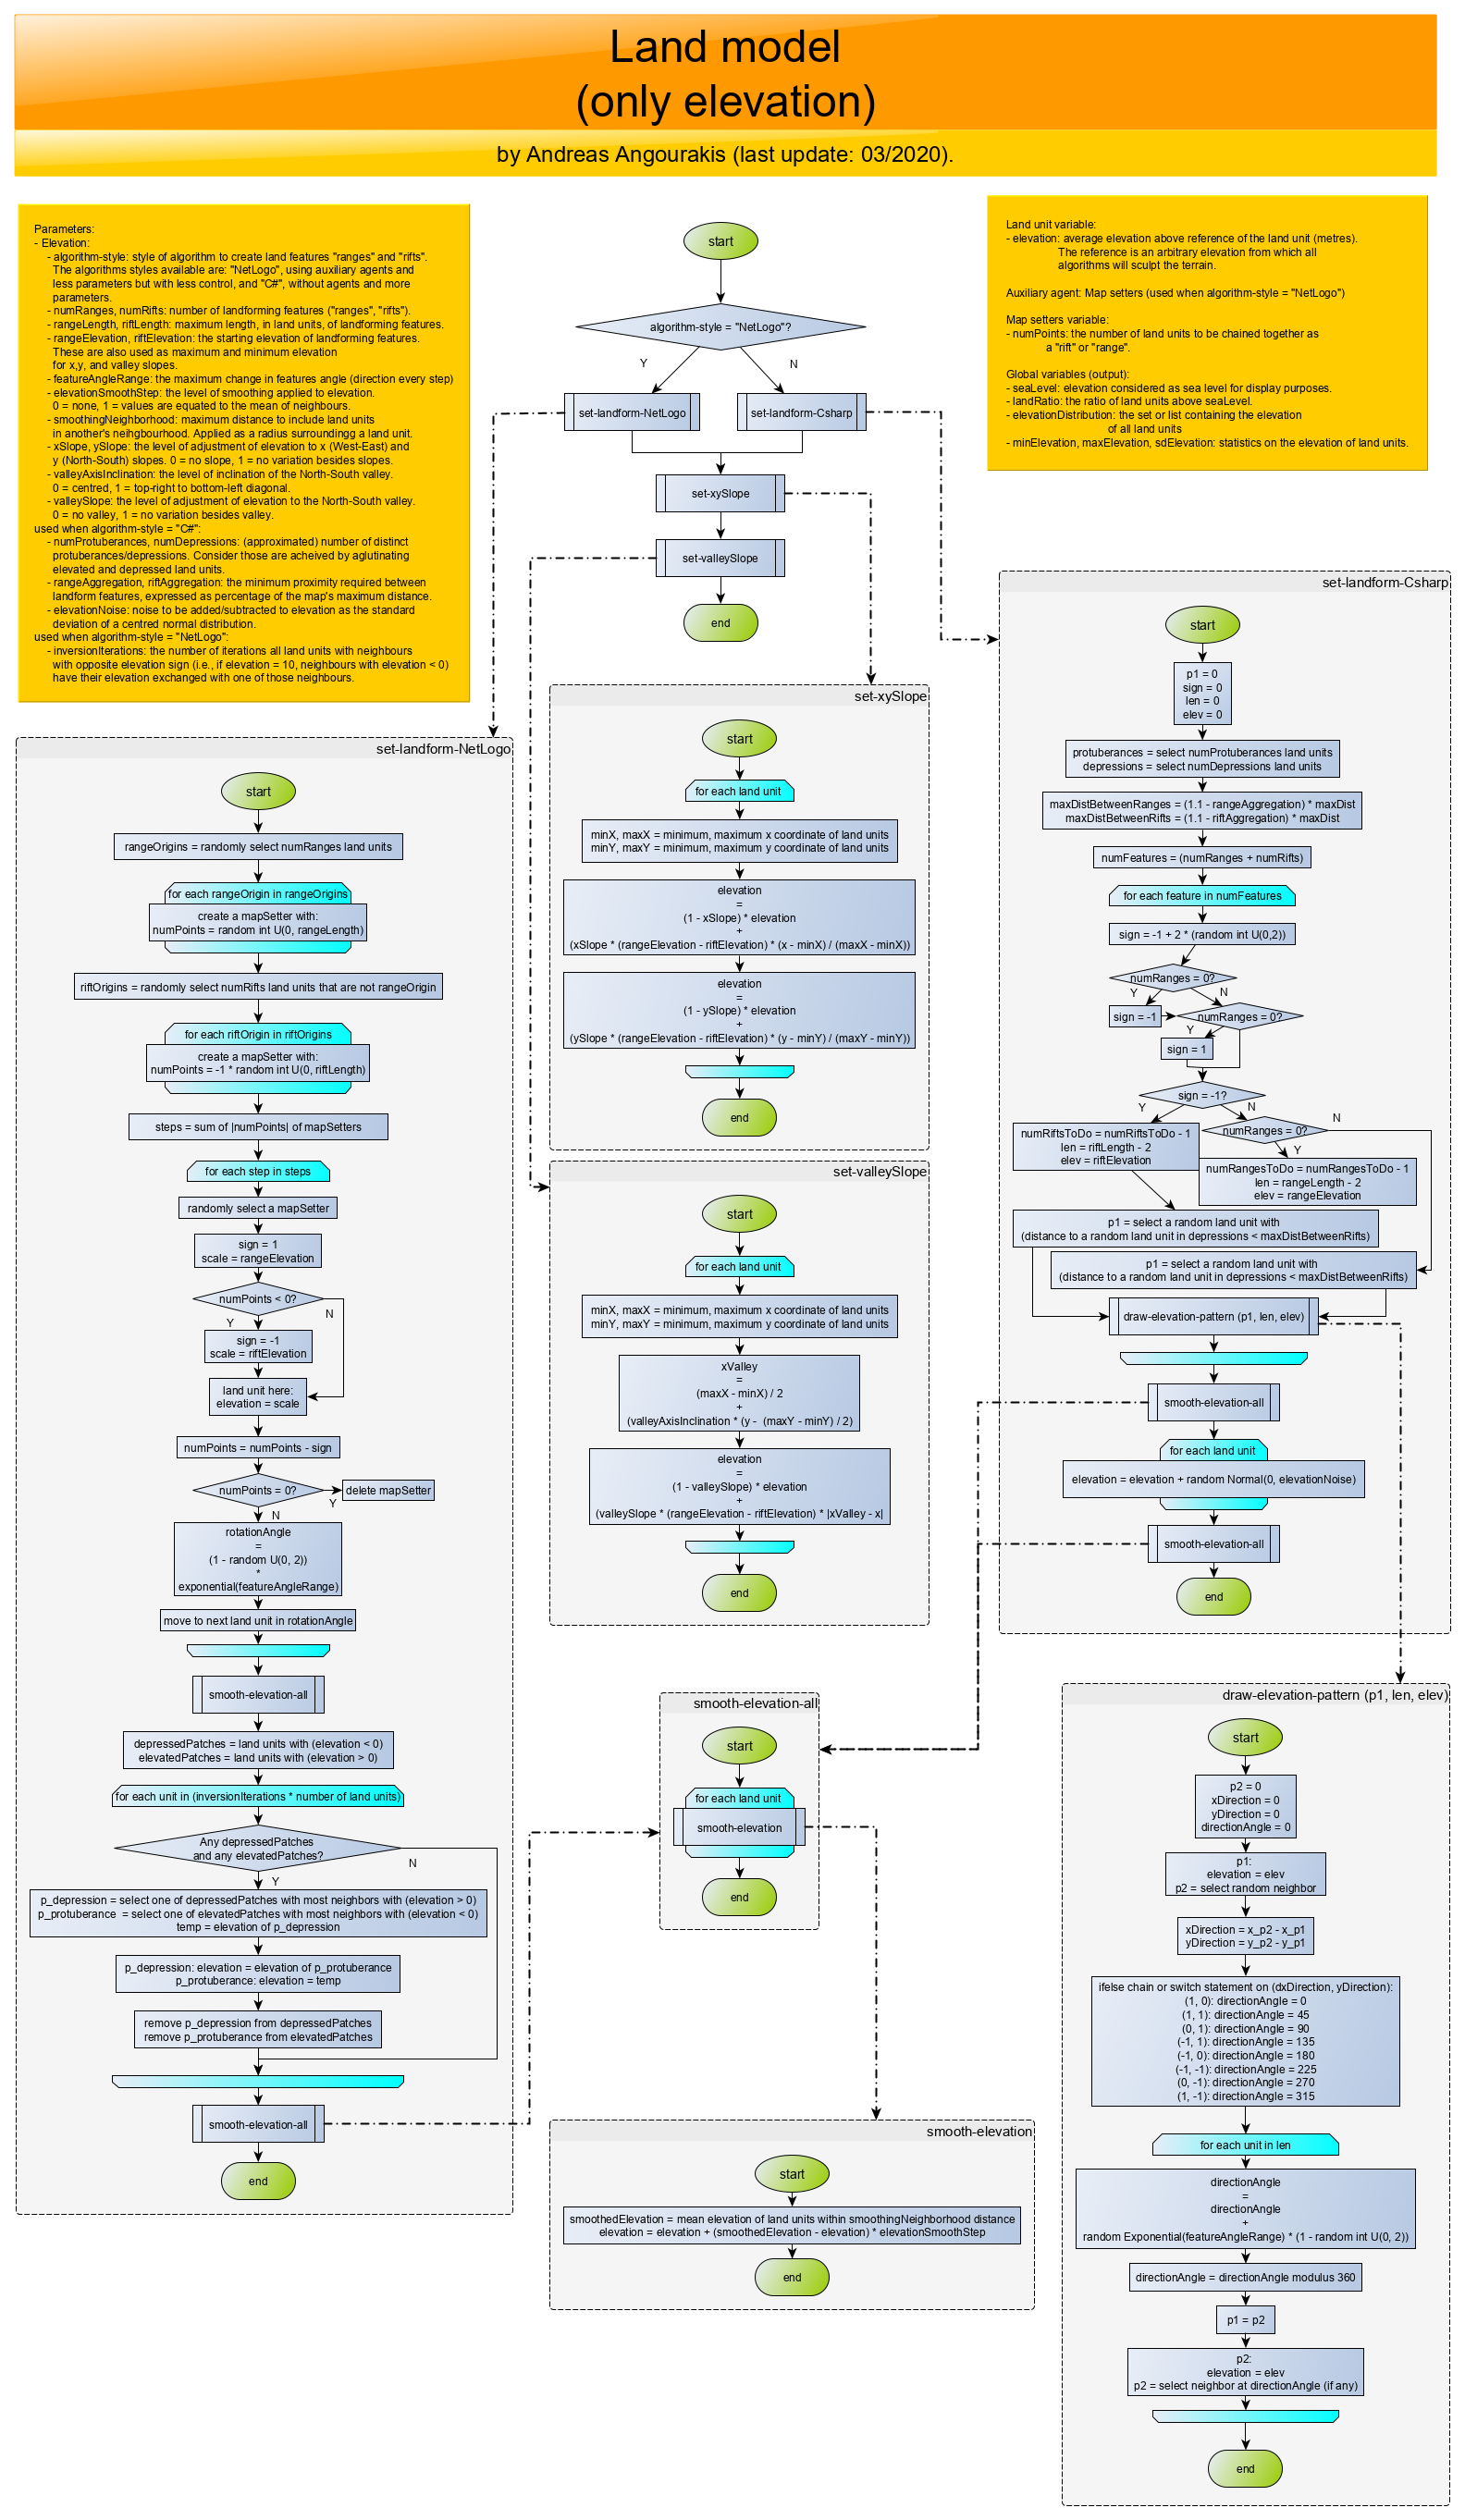 Land model
(only elevation)
by Andreas Angourakis (last update: 03/2020).
Parameters:
- Elevation:
- algorithm-style: style of algorithm to create land features "ranges" and "rifts".
The algorithms styles available are: "NetLogo", using auxiliary agents and
less parameters but with less control, and "C#", without agents and more
parameters.
- numRanges, numRifts: number of landforming features ("ranges", "rifts").
- rangeLength, riftLength: maximum length, in land units, of landforming features.
- rangeElevation, riftElevation: the starting elevation of landforming features.
These are also used as maximum and minimum elevation
for x,y, and valley slopes.
- featureAngleRange: the maximum change in features angle (direction every step)
- elevationSmoothStep: the level of smoothing applied to elevation.
0 = none, 1 = values are equated to the mean of neighbours.
- smoothingNeighborhood: maximum distance to include land units
in another's neihgbourhood. Applied as a radius surroundingg a land unit.
- xSlope, ySlope: the level of adjustment of elevation to x (West-East) and
y (North-South) slopes. 0 = no slope, 1 = no variation besides slopes.
- valleyAxisInclination: the level of inclination of the North-South valley.
0 = centred, 1 = top-right to bottom-left diagonal.
- valleySlope: the level of adjustment of elevation to the North-South valley.
0 = no valley, 1 = no variation besides valley.
used when algorithm-style = "C#":
- numProtuberances, numDepressions: (approximated) number of distinct
protuberances/depressions. Consider those are acheived by aglutinating
elevated and depressed land units.
- rangeAggregation, riftAggregation: the minimum proximity required between
landform features, expressed as percentage of the map's maximum distance.
- elevationNoise: noise to be added/subtracted to elevation as the standard
deviation of a centred normal distribution.
used when algorithm-style = "NetLogo":
- inversionIterations: the number of iterations all land units with neighbours
with opposite elevation sign (i.e., if elevation = 10, neighbours with elevation < 0)
have their elevation exchanged with one of those neighbours.
start
algorithm-style = "NetLogo"?
Y
N
set-landform-NetLogo
set-landform-Csharp
set-xySlope
set-valleySlope
end
Land unit variable:
- elevation: average elevation above reference of the land unit (metres).
The reference is an arbitrary elevation from which all
algorithms will sculpt the terrain.
Auxiliary agent: Map setters (used when algorithm-style = "NetLogo")
Map setters variable:
- numPoints: the number of land units to be chained together as
a "rift" or "range".
Global variables (output):
- seaLevel: elevation considered as sea level for display purposes.
- landRatio: the ratio of land units above seaLevel.
- elevationDistribution: the set or list containing the elevation
of all land units
- minElevation, maxElevation, sdElevation: statistics on the elevation of land units.
set-landform-NetLogo
start
rangeOrigins = randomly select numRanges land units
for each rangeOrigin in rangeOrigins
create a mapSetter with:
numPoints = random int U(0, rangeLength)
riftOrigins = randomly select numRifts land units that are not rangeOrigin
for each riftOrigin in riftOrigins
create a mapSetter with:
numPoints = -1 * random int U(0, riftLength)
steps = sum of |numPoints| of mapSetters
for each step in steps
randomly select a mapSetter
sign = 1
scale = rangeElevation
numPoints < 0?
N
Y
sign = -1
scale = riftElevation
land unit here:
elevation = scale
numPoints = numPoints - sign
numPoints = 0?
Y
delete mapSetter
N
rotationAngle
=
(1 - random U(0, 2))
*
exponential(featureAngleRange)
move to next land unit in rotationAngle
smooth-elevation-all
depressedPatches = land units with (elevation < 0)
elevatedPatches = land units with (elevation > 0)
for each unit in (inversionIterations * number of land units)
Any depressedPatches
and any elevatedPatches?
N
Y
p_depression = select one of depressedPatches with most neighbors with (elevation > 0)
p_protuberance = select one of elevatedPatches with most neighbors with (elevation < 0)
temp = elevation of p_depression
p_depression: elevation = elevation of p_protuberance
p_protuberance: elevation = temp
remove p_depression from depressedPatches
remove p_protuberance from elevatedPatches
smooth-elevation-all
end
set-xySlope
start
for each land unit
minX, maxX = minimum, maximum x coordinate of land units
minY, maxY = minimum, maximum y coordinate of land units
elevation
=
(1 - xSlope) * elevation
+
(xSlope * (rangeElevation - riftElevation) * (x - minX) / (maxX - minX))
elevation
=
(1 - ySlope) * elevation
+
(ySlope * (rangeElevation - riftElevation) * (y - minY) / (maxY - minY))
end
set-valleySlope
start
for each land unit
minX, maxX = minimum, maximum x coordinate of land units
minY, maxY = minimum, maximum y coordinate of land units
xValley
=
(maxX - minX) / 2
+
(valleyAxisInclination * (y - (maxY - minY) / 2)
elevation
=
(1 - valleySlope) * elevation
+
(valleySlope * (rangeElevation - riftElevation) * |xValley - x|
end
smooth-elevation-all
start
for each land unit
smooth-elevation
end
smooth-elevation
start
smoothedElevation = mean elevation of land units within smoothingNeighborhood distance
elevation = elevation + (smoothedElevation - elevation) * elevationSmoothStep
end
set-landform-Csharp
start
p1 = 0
sign = 0
len = 0
elev = 0
protuberances = select numProtuberances land units
depressions = select numDepressions land units
maxDistBetweenRanges = (1.1 - rangeAggregation) * maxDist
maxDistBetweenRifts = (1.1 - riftAggregation) * maxDist
numFeatures = (numRanges + numRifts)
for each feature in numFeatures
sign = -1 + 2 * (random int U(0,2))
numRanges = 0?
Y
N
sign = -1
numRanges = 0?
Y
sign = 1
sign = -1?
Y
N
numRiftsToDo = numRiftsToDo - 1
len = riftLength - 2
elev = riftElevation
numRanges = 0?
N
Y
numRangesToDo = numRangesToDo - 1
len = rangeLength - 2
elev = rangeElevation
p1 = select a random land unit with
(distance to a random land unit in depressions < maxDistBetweenRifts)
p1 = select a random land unit with
(distance to a random land unit in depressions < maxDistBetweenRifts)
draw-elevation-pattern (p1, len, elev)
smooth-elevation-all
for each land unit
elevation = elevation + random Normal(0, elevationNoise)
smooth-elevation-all
end
draw-elevation-pattern (p1, len, elev)
start
p2 = 0
xDirection = 0
yDirection = 0
directionAngle = 0
p1:
elevation = elev
p2 = select random neighbor
xDirection = x_p2 - x_p1
yDirection = y_p2 - y_p1
ifelse chain or switch statement on (dxDirection, yDirection):
(1, 0): directionAngle = 0
(1, 1): directionAngle = 45
(0, 1): directionAngle = 90
(-1, 1): directionAngle = 135
(-1, 0): directionAngle = 180
(-1, -1): directionAngle = 225
(0, -1): directionAngle = 270
(1, -1): directionAngle = 315
for each unit in len
directionAngle
=
directionAngle
+
random Exponential(featureAngleRange) * (1 - random int U(0, 2))
directionAngle = directionAngle modulus 360
p1 = p2
p2:
elevation = elev
p2 = select neighbor at directionAngle (if any)
end